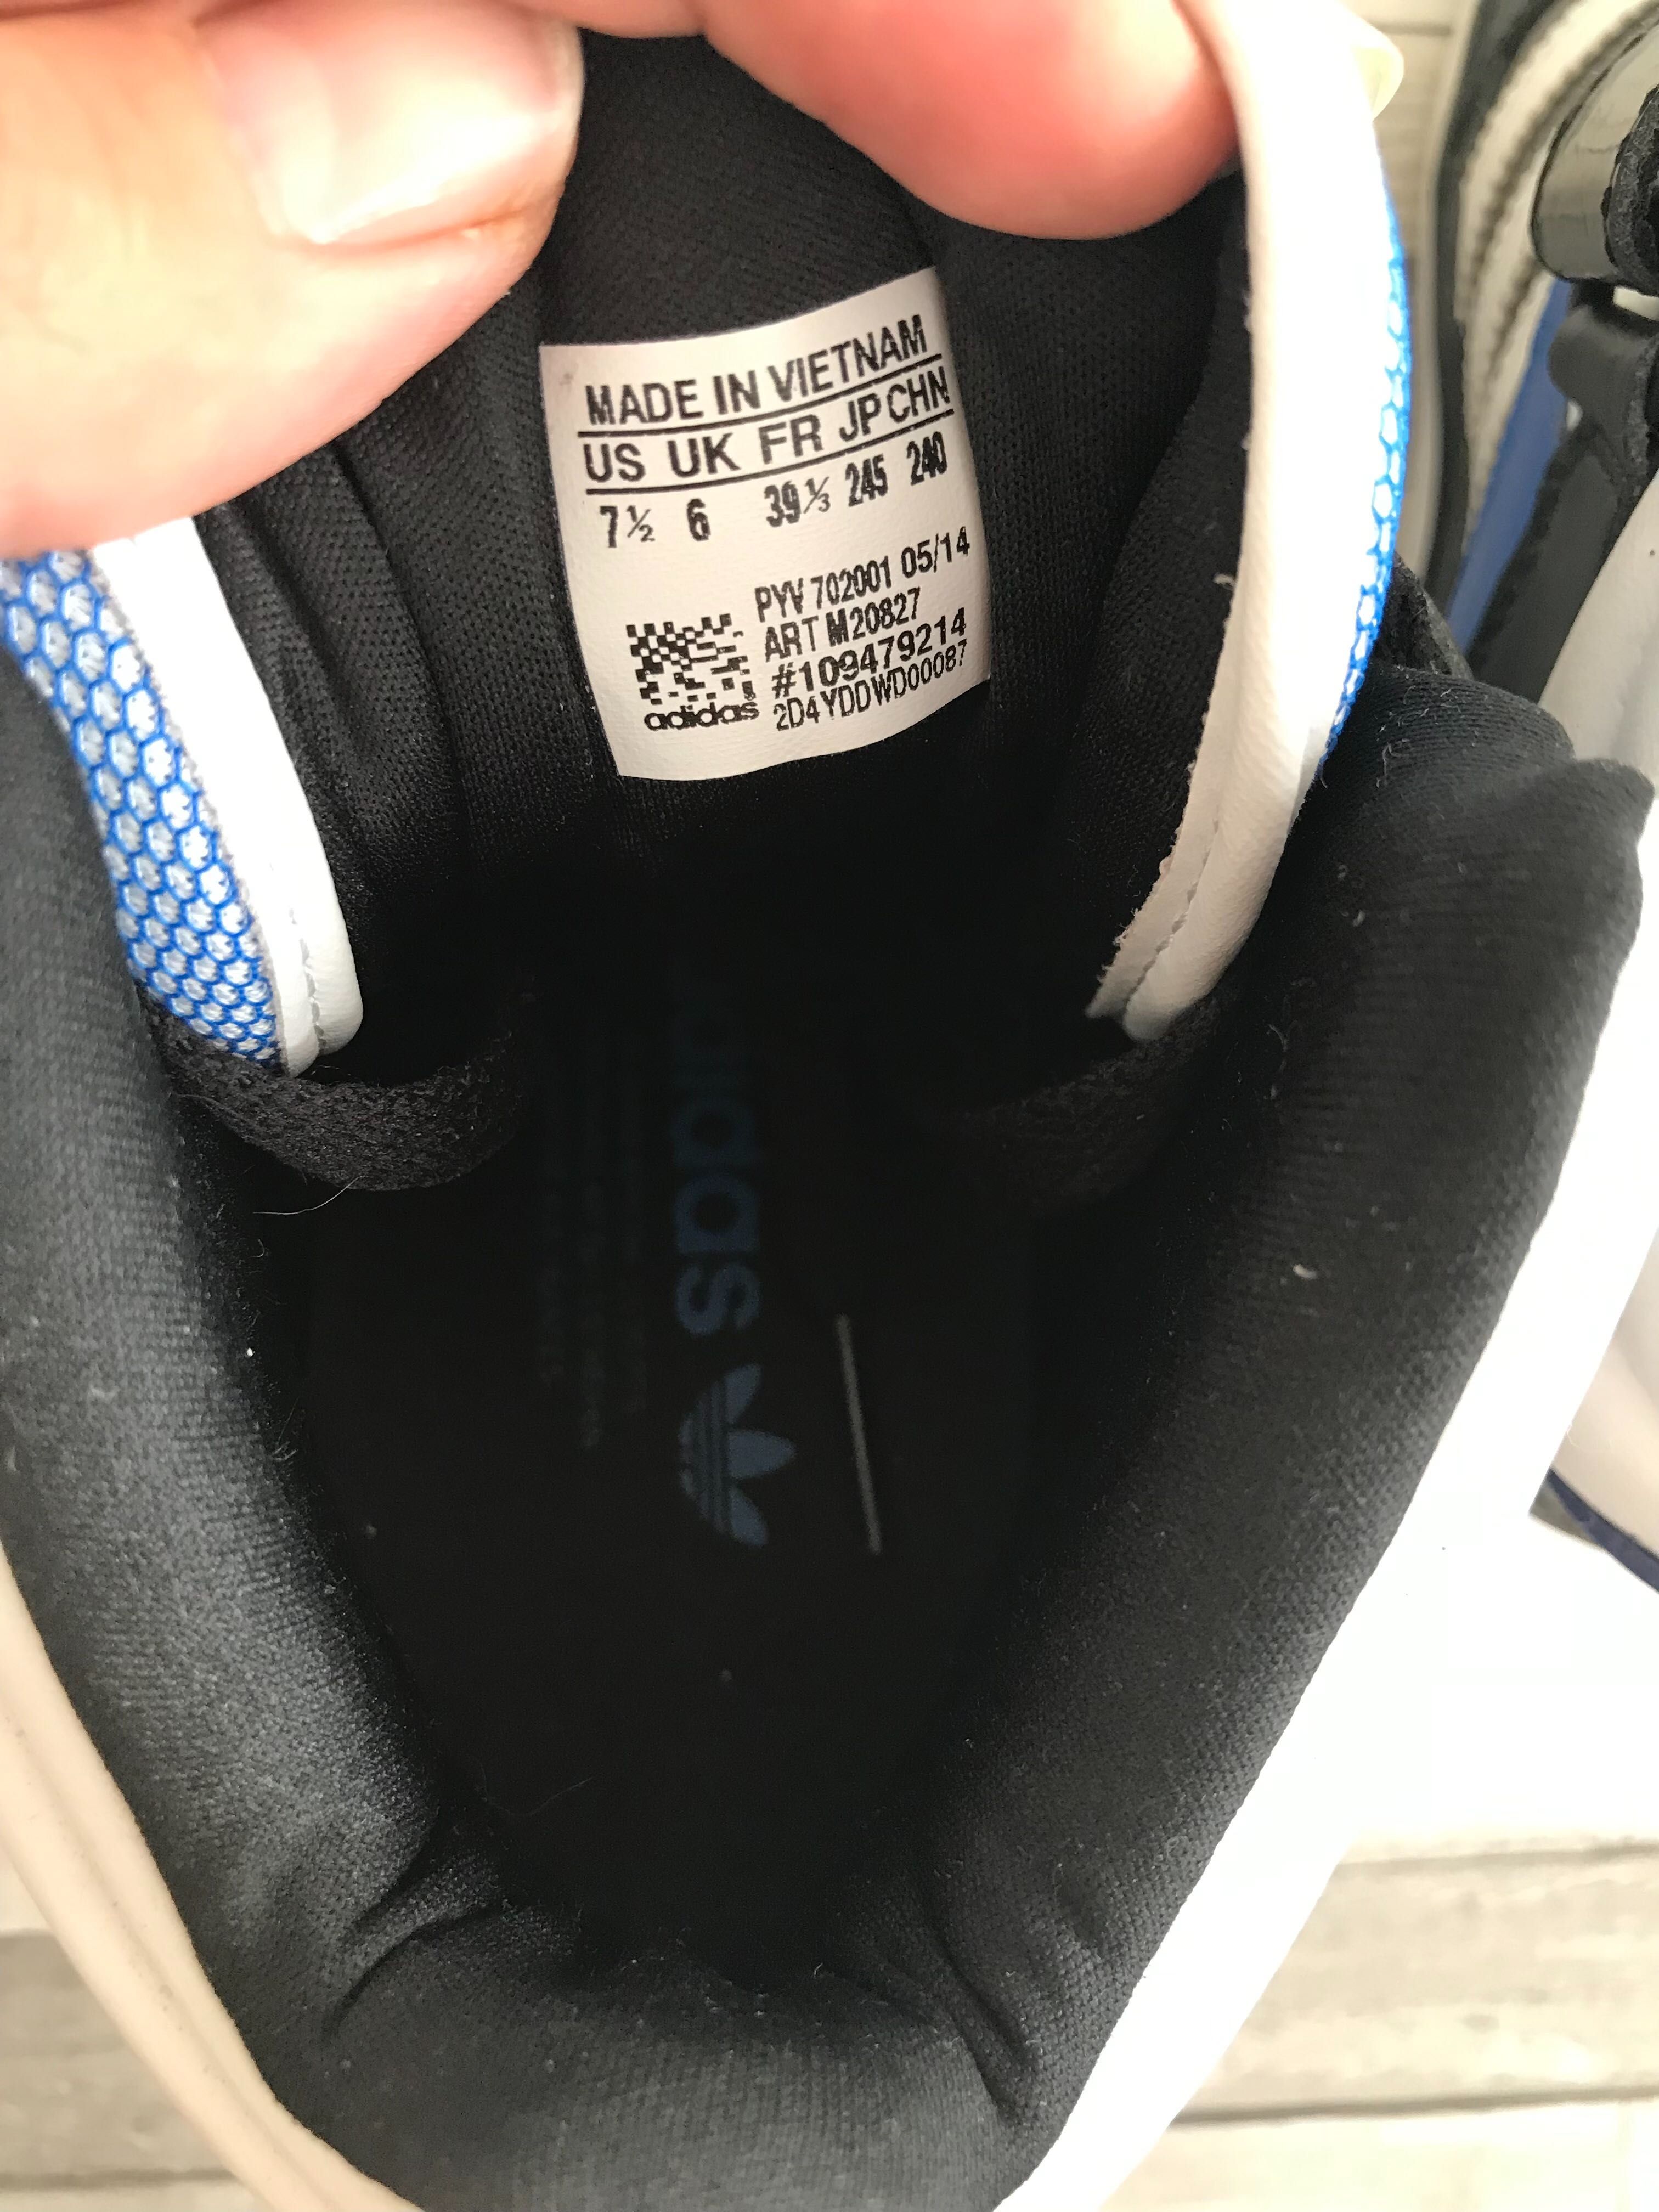 MADE IN VIETNAM
US UK FR JP CHN
7½ 6 39⅓ 245 240
PYV 702001 05/14
ART M20827
#109479214
2D4YDDWD00087
adidas
adidas